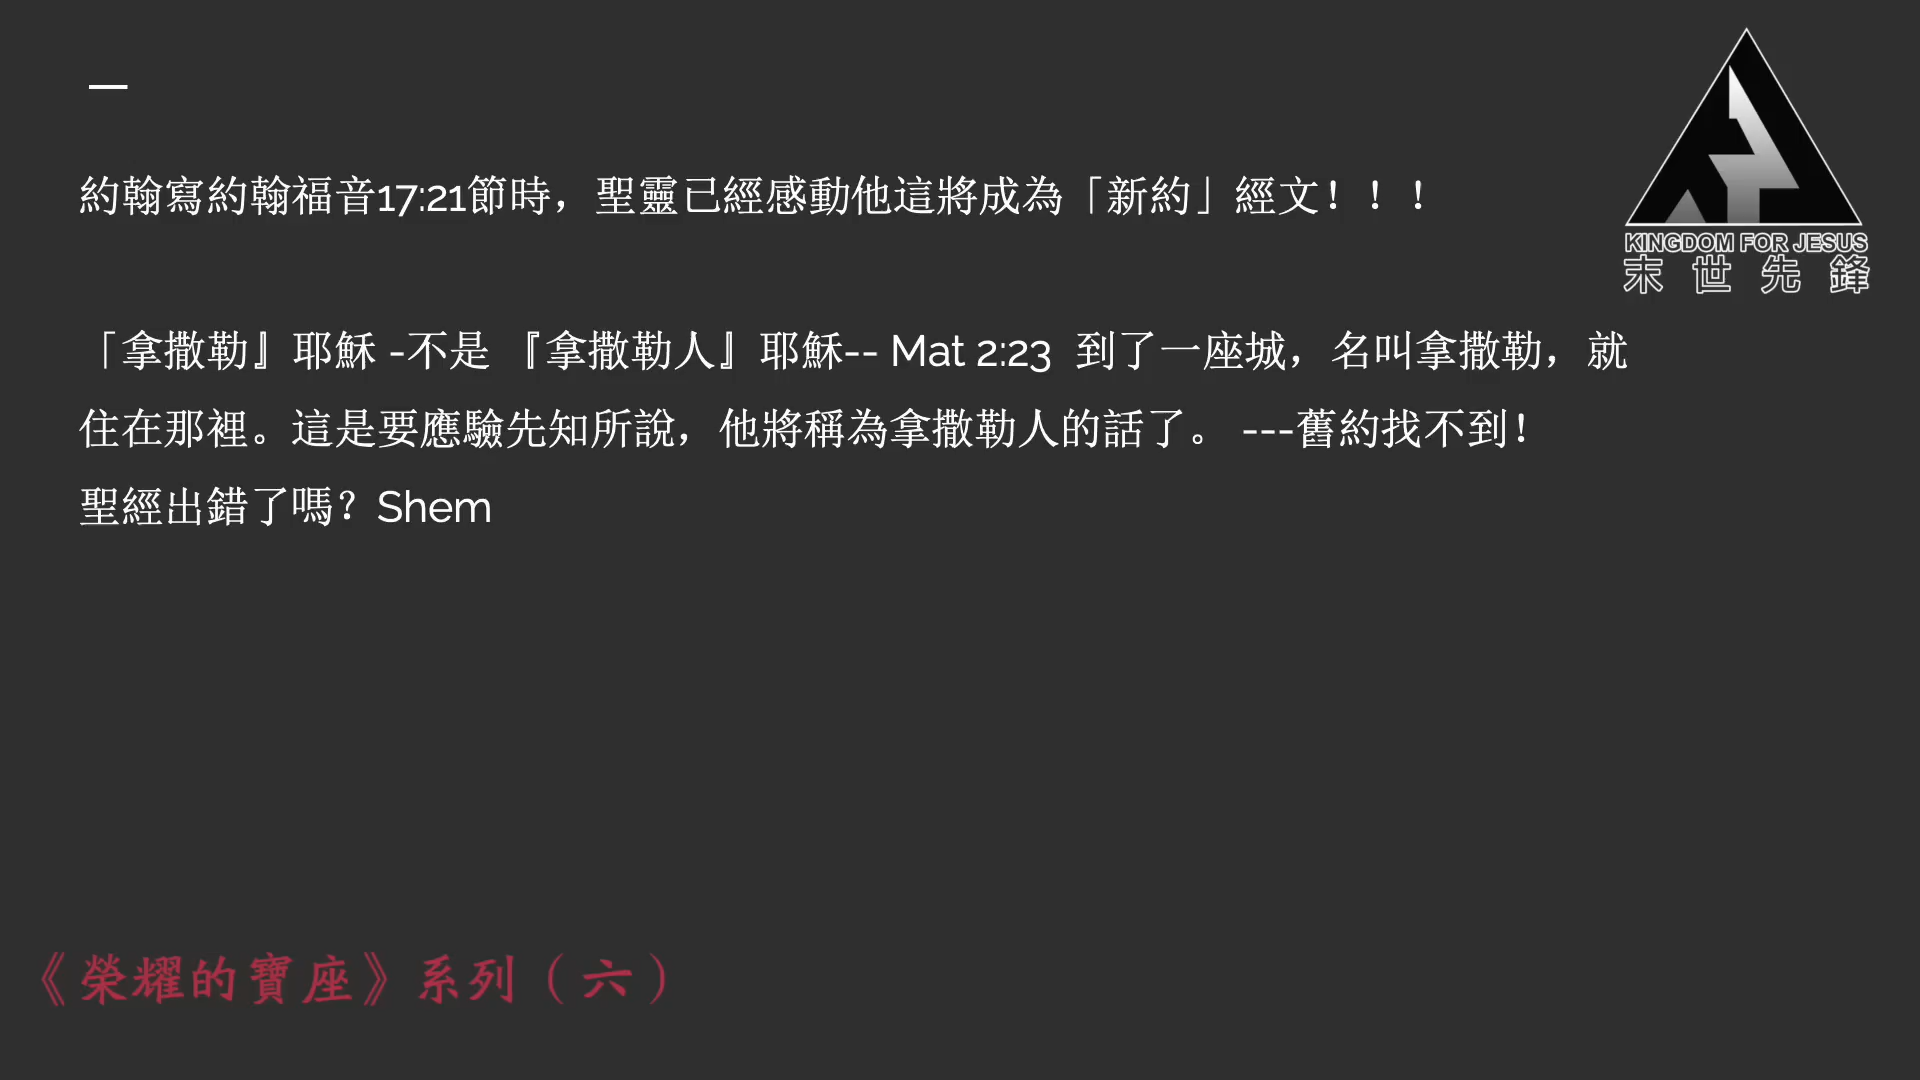 約翰寫約翰福音17:21節時，聖靈已經感動他這將成為「新約」經文！！！
KINGDOM FOR JESUS
末世先鋒
「拿撒勒』耶穌 -不是 『拿撒勒人』耶穌-- Mat 2:23  到了一座城，名叫拿撒勒，就
住在那裡。這是要應驗先知所說，他將稱為拿撒勒人的話了。 ---舊約找不到！
聖經出錯了嗎？Shem
《榮耀的寶座》系列（六）